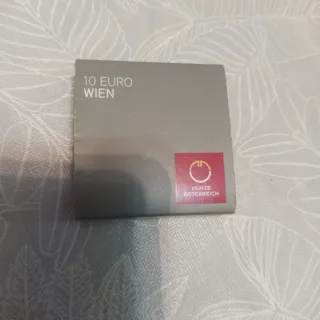 10 EURO
WIEN
MÜNZE
ÖSTERREICH